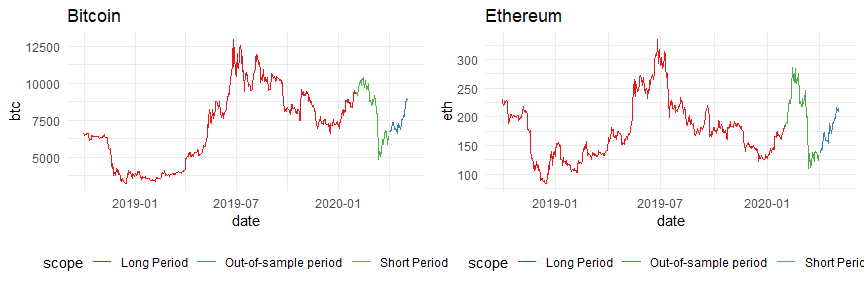 Bitcoin
12500
10000
7500
5000
btc
2019-01
2019-07
2020-01
date
scope
Long Period
Out-of-sample period
Short Period
Ethereum
300
250
200
150
100
eth
2019-01
2019-07
2020-01
date
scope
Long Period
Out-of-sample period
Short Per